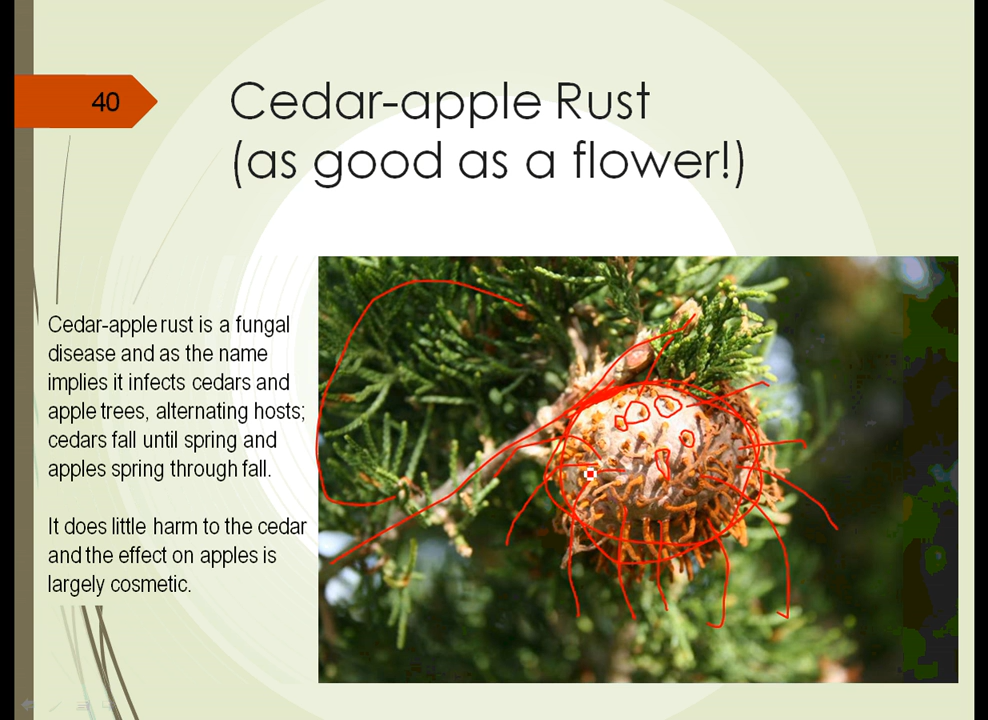 40
Cedar-apple Rust
(as good as a flower!)
Cedar-apple rust is a fungal
disease and as the name
implies it infects cedars and
apple trees, alternating hosts;
cedars fall until spring and
apples spring through fall.
It does little harm to the cedar
and the effect on apples is
largely cosmetic.